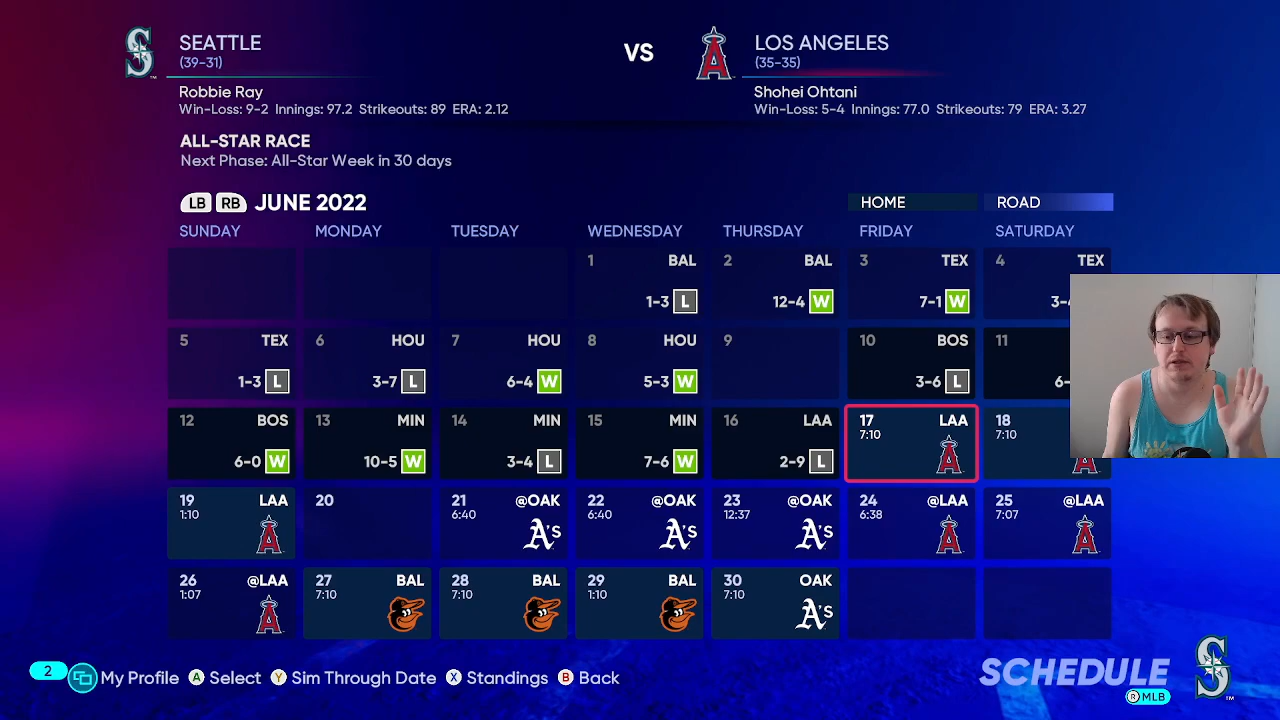 SEATTLE
(39-31)
VS
LOS ANGELES
(35-35)
Robbie Ray
Win-Loss: 9-2 Innings: 97.2 Strikeouts: 89 ERA: 2.12
Shohei Ohtani
Win-Loss: 5-4 Innings: 77.0 Strikeouts: 79 ERA: 3.27
ALL-STAR RACE
Next Phase: All-Star Week in 30 days
LB RB JUNE 2022
HOME ROAD
SUNDAY MONDAY TUESDAY WEDNESDAY THURSDAY FRIDAY SATURDAY
1 BAL 2 BAL 3 TEX 4 TEX
1-3 L 12-4 W 7-1 W 3-
5 TEX 6 HOU 7 HOU 8 HOU 9 10 BOS 11
1-3 L 3-7 L 6-4 W 5-3 W 3-6 L 6-
12 BOS 13 MIN 14 MIN 15 MIN 16 LAA 17 LAA 18
7:10 7:10
6-0 W 10-5 W 3-4 L 7-6 W 2-9 L
19 LAA 20 21 @OAK 22 @OAK 23 @OAK 24 @LAA 25 @LAA
1:10 6:40 6:40 12:37 6:38 7:07
A's A's A's
26 @LAA 27 BAL 28 BAL 29 BAL 30 OAK
1:07 7:10 7:10 1:10 7:10
A's
2 My Profile A Select Y Sim Through Date X Standings B Back
SCHEDULE
R MLB